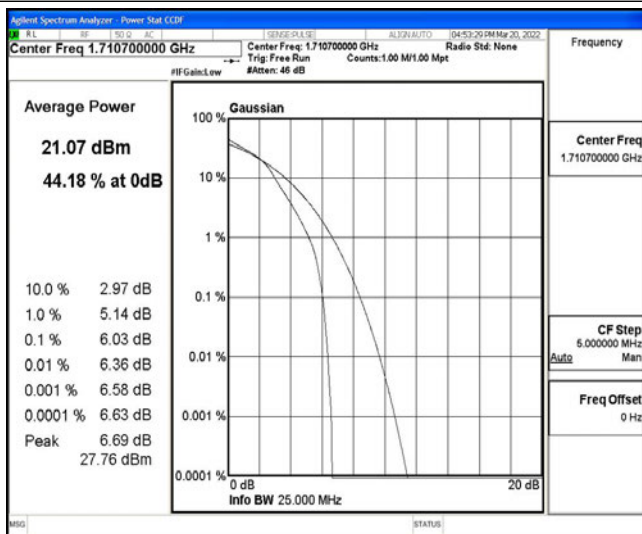 Agilent Spectrum Analyzer - Power Stat CCDF
RL RF 50 Ω AC SENSE:PULSE ALIGN AUTO 04:53:29 PM Mar 20, 2022
Center Freq 1.710700000 GHz
Center Freq: 1.710700000 GHz Radio Std: None
Trig: Free Run Counts:1.00 M/1.00 Mpt
#IFGain:Low #Atten: 46 dB
Frequency
Average Power
21.07 dBm
44.18 % at 0dB
10.0 % 2.97 dB
1.0 % 5.14 dB
0.1 % 6.03 dB
0.01 % 6.36 dB
0.001 % 6.58 dB
0.0001 % 6.63 dB
Peak 6.69 dB
27.76 dBm
Gaussian
100 %
10 %
1 %
0.1 %
0.01 %
0.001 %
0.0001 %
0 dB 20 dB
Info BW 25.000 MHz
Center Freq
1.710700000 GHz
CF Step
5.000000 MHz
Auto Man
Freq Offset
0 Hz
MSG STATUS